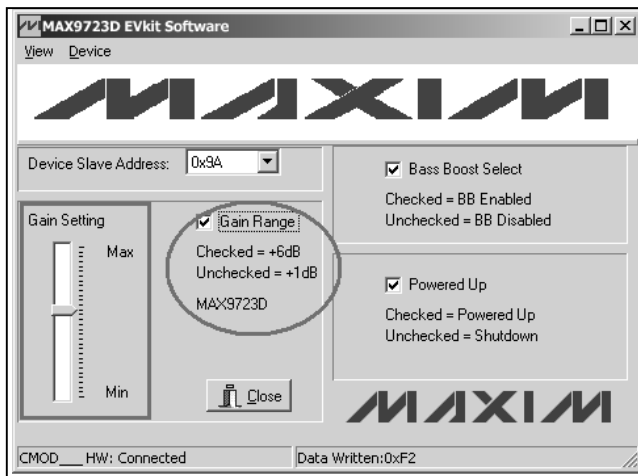 MAX9723D EVkit Software
View Device
MAXIM
Device Slave Address: 0x9A
Bass Boost Select
Checked = BB Enabled
Unchecked = BB Disabled
Gain Setting
Max
Min
Gain Range
Checked = +6dB
Unchecked = +1dB
MAX9723D
Powered Up
Checked = Powered Up
Unchecked = Shutdown
Close
MAXIM
CMOD___ HW: Connected
Data Written:0xF2